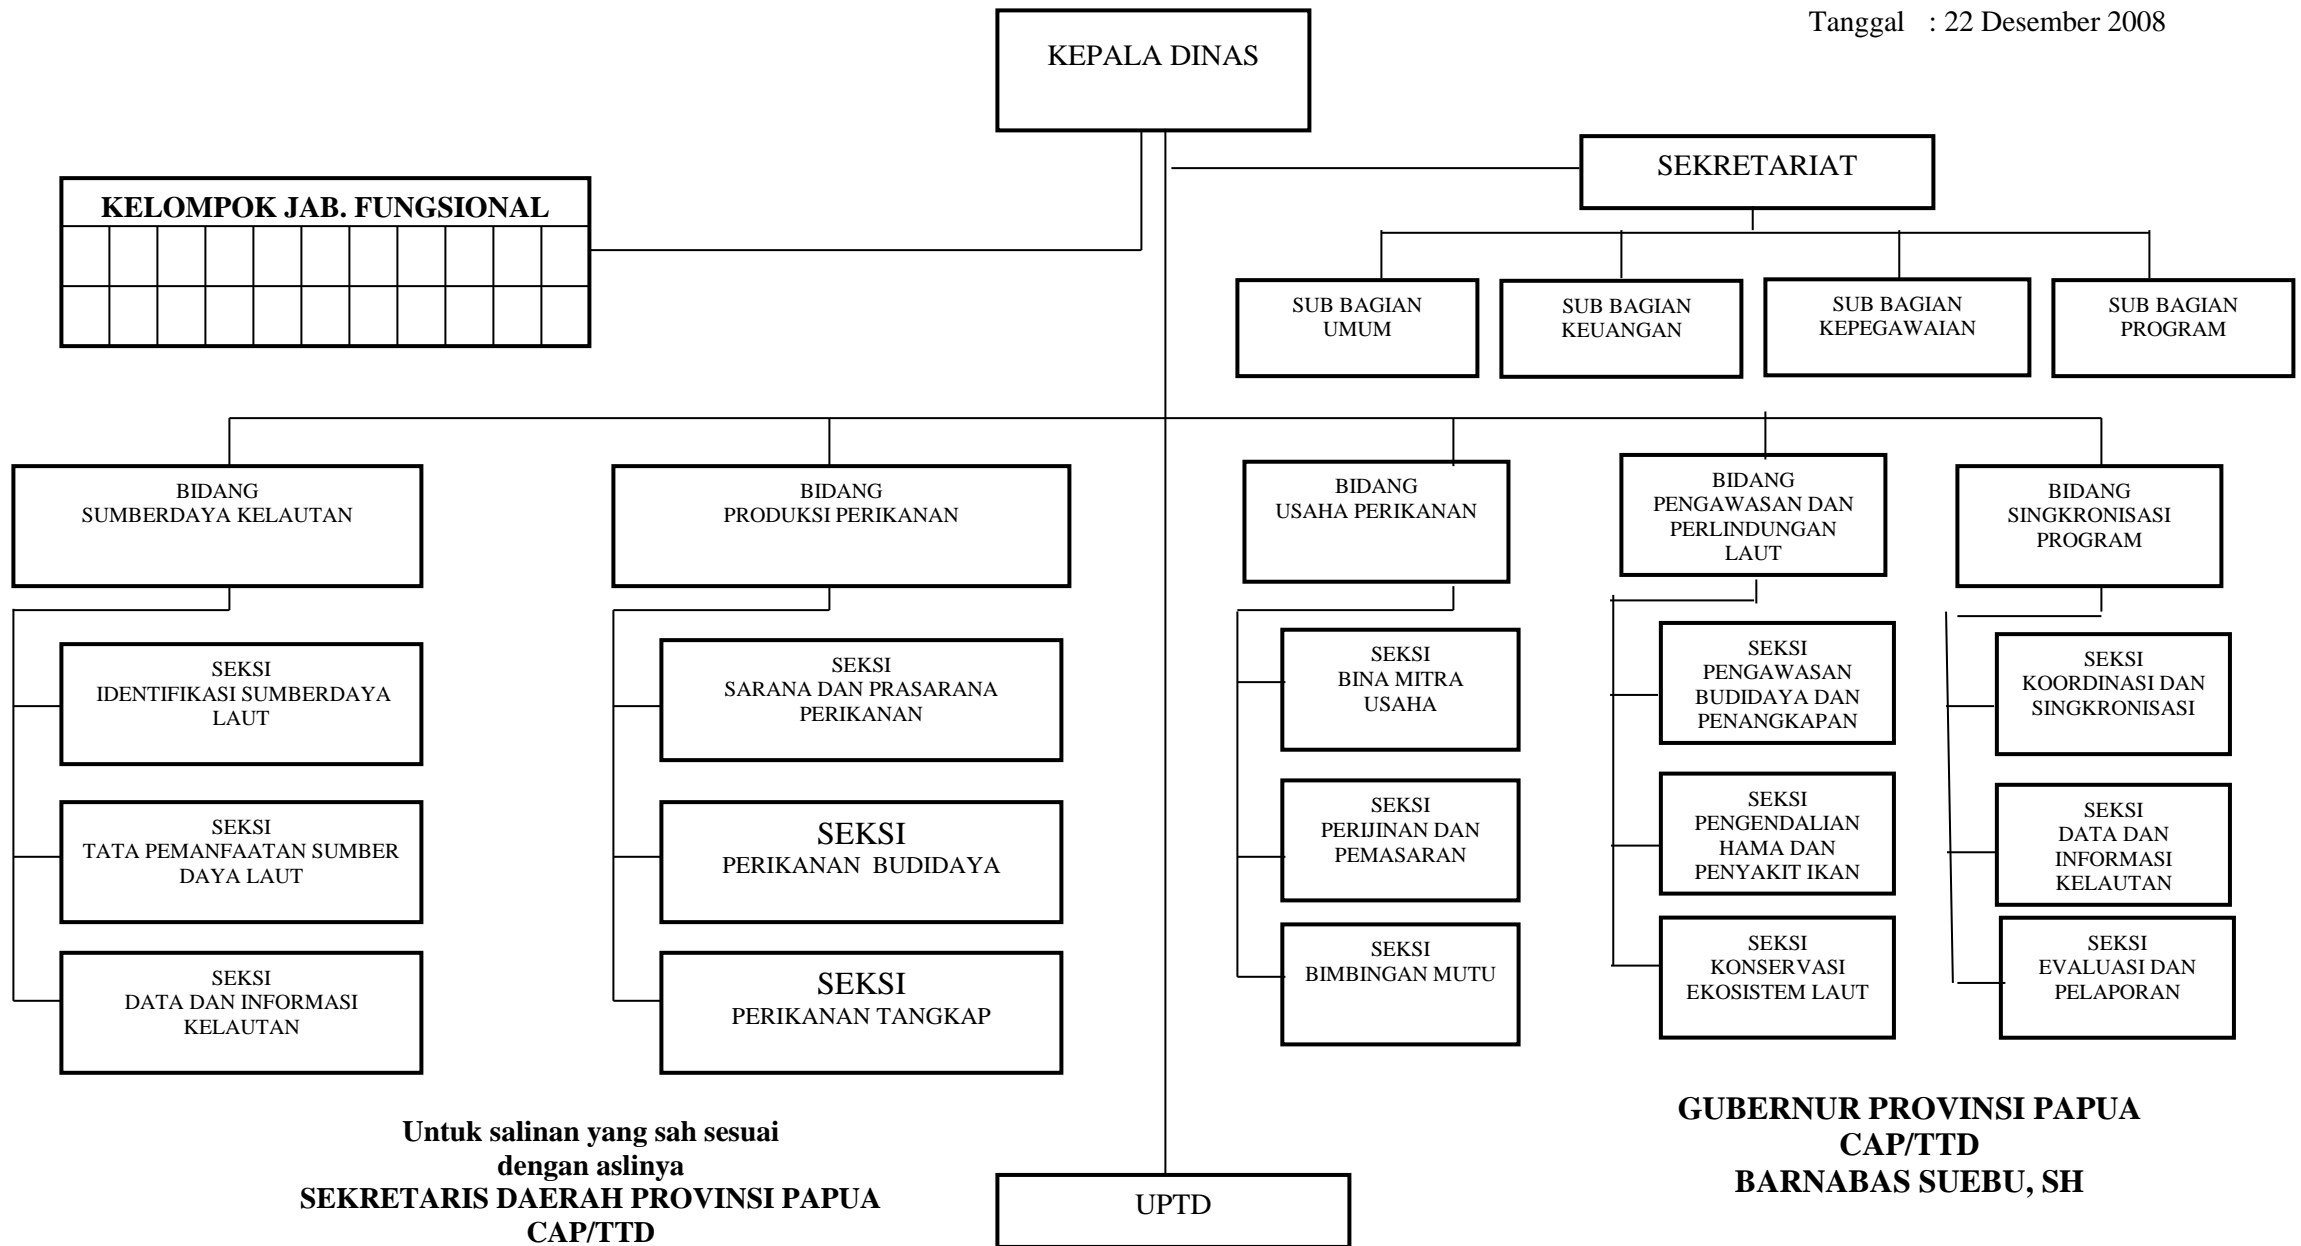 Tanggal : 22 Desember 2008
KEPALA DINAS
SEKRETARIAT
KELOMPOK JAB. FUNGSIONAL
SUB BAGIAN
UMUM
SUB BAGIAN
KEUANGAN
SUB BAGIAN
KEPEGAWAIAN
SUB BAGIAN
PROGRAM
BIDANG
SUMBERDAYA KELAUTAN
BIDANG
PRODUKSI PERIKANAN
BIDANG
USAHA PERIKANAN
BIDANG
PENGAWASAN DAN
PERLINDUNGAN
LAUT
BIDANG
SINGKRONISASI
PROGRAM
SEKSI
IDENTIFIKASI SUMBERDAYA
LAUT
SEKSI
SARANA DAN PRASARANA
PERIKANAN
SEKSI
BINA MITRA
USAHA
SEKSI
PENGAWASAN
BUDIDAYA DAN
PENANGKAPAN
SEKSI
KOORDINASI DAN
SINGKRONISASI
SEKSI
TATA PEMANFAATAN SUMBER
DAYA LAUT
SEKSI
PERIKANAN BUDIDAYA
SEKSI
PERIJINAN DAN
PEMASARAN
SEKSI
PENGENDALIAN
HAMA DAN
PENYAKIT IKAN
SEKSI
DATA DAN
INFORMASI
KELAUTAN
SEKSI
DATA DAN INFORMASI
KELAUTAN
SEKSI
PERIKANAN TANGKAP
SEKSI
BIMBINGAN MUTU
SEKSI
KONSERVASI
EKOSISTEM LAUT
SEKSI
EVALUASI DAN
PELAPORAN
Untuk salinan yang sah sesuai
dengan aslinya
SEKRETARIS DAERAH PROVINSI PAPUA
CAP/TTD
UPTD
GUBERNUR PROVINSI PAPUA
CAP/TTD
BARNABAS SUEBU, SH